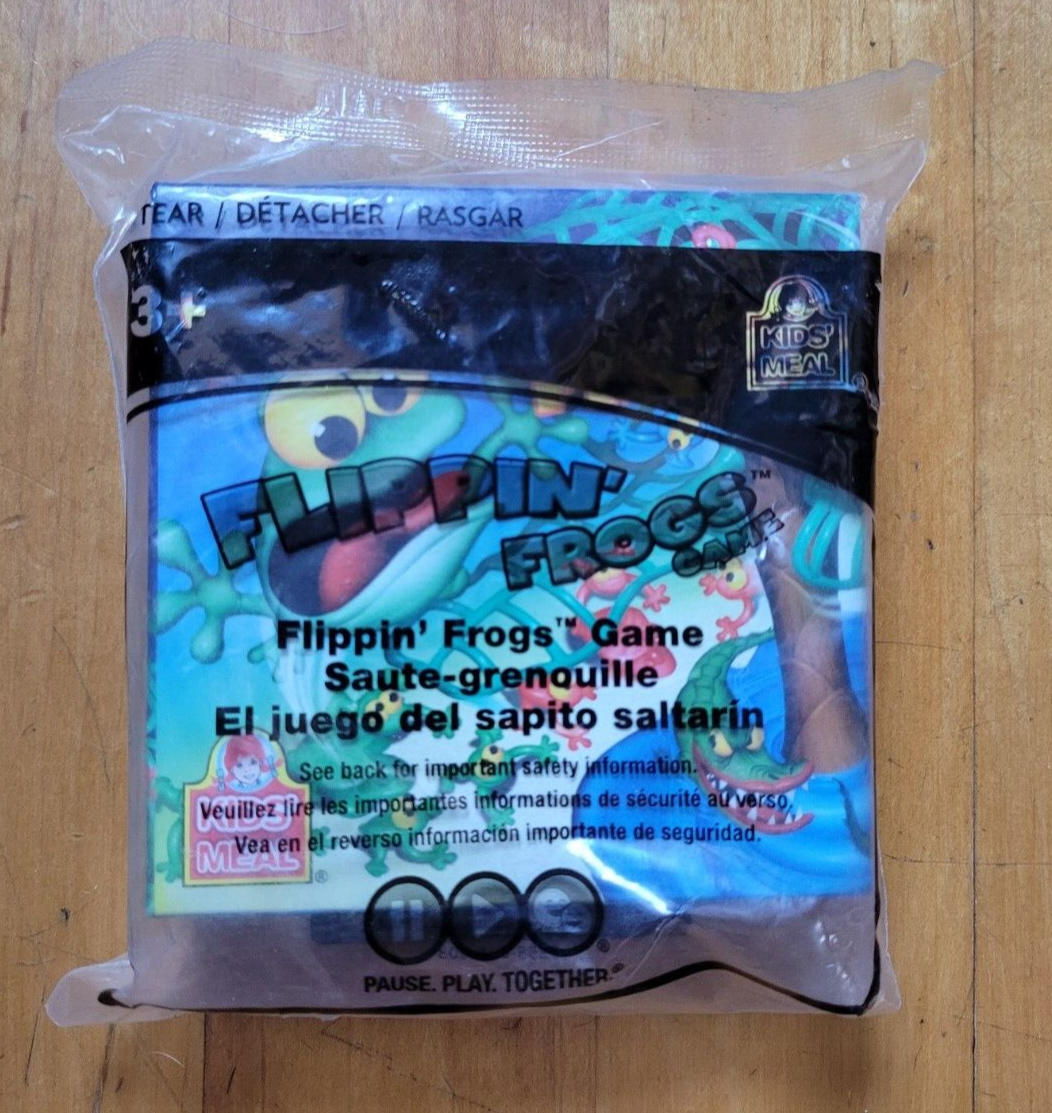 TEAR / DÉTACHER / RASGAR
3+
KIDS'
MEAL
®
FLIPPIN'
FROGS™
GAME
Flippin' Frogs™ Game
Saute-grenouille
El juego del sapito saltarín
See back for important safety information.
Veuillez lire les importantes informations de sécurité au verso.
Vea en el reverso información importante de seguridad.
KIDS'
MEAL
®
®
PAUSE. PLAY. TOGETHER.®